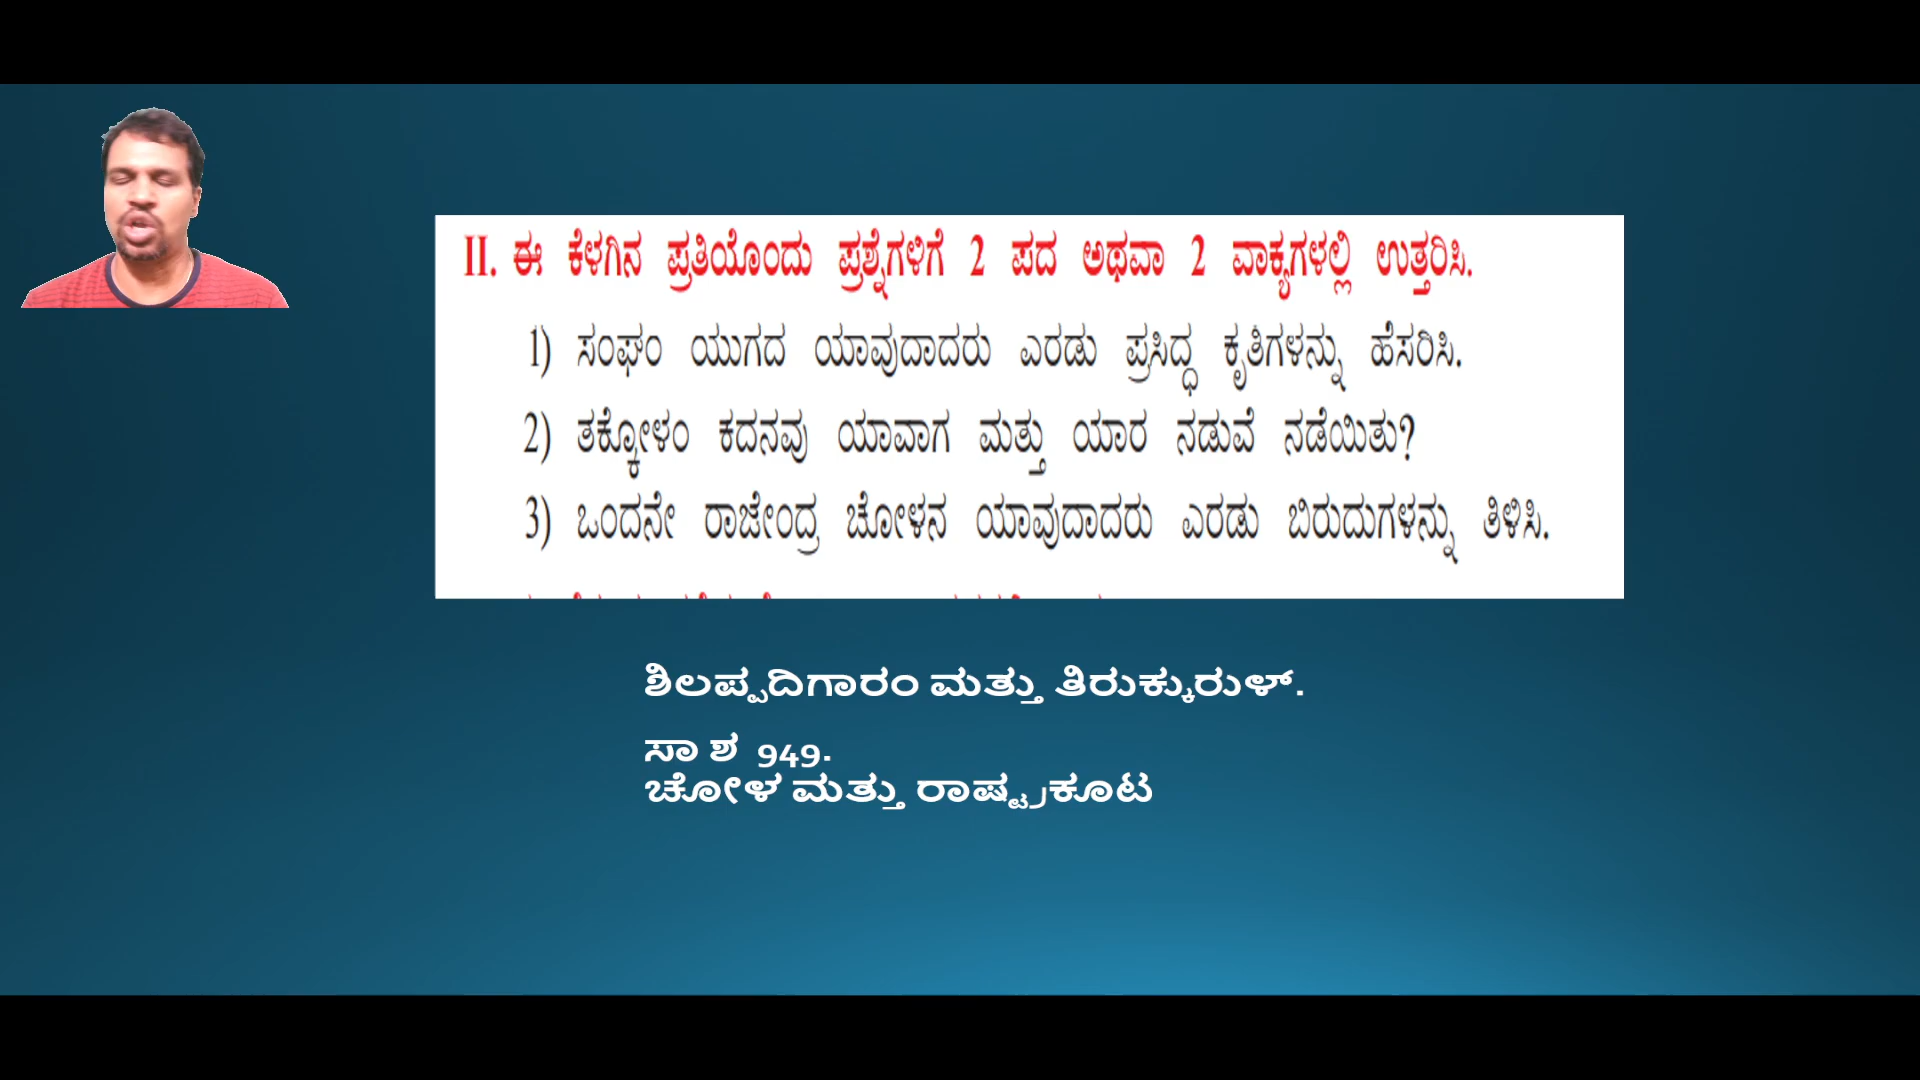 II. ಈ ಕೆಳಗಿನ ಪ್ರತಿಯೊಂದು ಪ್ರಶ್ನೆಗಳಿಗೆ 2 ಪದ ಅಥವಾ 2 ವಾಕ್ಯಗಳಲ್ಲಿ ಉತ್ತರಿಸಿ.
1) ಸಂಘಂ ಯುಗದ ಯಾವುದಾದರು ಎರಡು ಪ್ರಸಿದ್ಧ ಕೃತಿಗಳನ್ನು ಹೆಸರಿಸಿ.
2) ತಕ್ಕೋಳಂ ಕದನವು ಯಾವಾಗ ಮತ್ತು ಯಾರ ನಡುವೆ ನಡೆಯಿತು?
3) ಒಂದನೇ ರಾಜೇಂದ್ರ ಚೋಳನ ಯಾವುದಾದರು ಎರಡು ಬಿರುದುಗಳನ್ನು ತಿಳಿಸಿ.
ಶಿಲಪ್ಪದಿಗಾರಂ ಮತ್ತು ತಿರುಕ್ಕುರುಳ್.
ಸಾ ಶ 949.
ಚೋಳ ಮತ್ತು ರಾಷ್ಟ್ರಕೂಟ